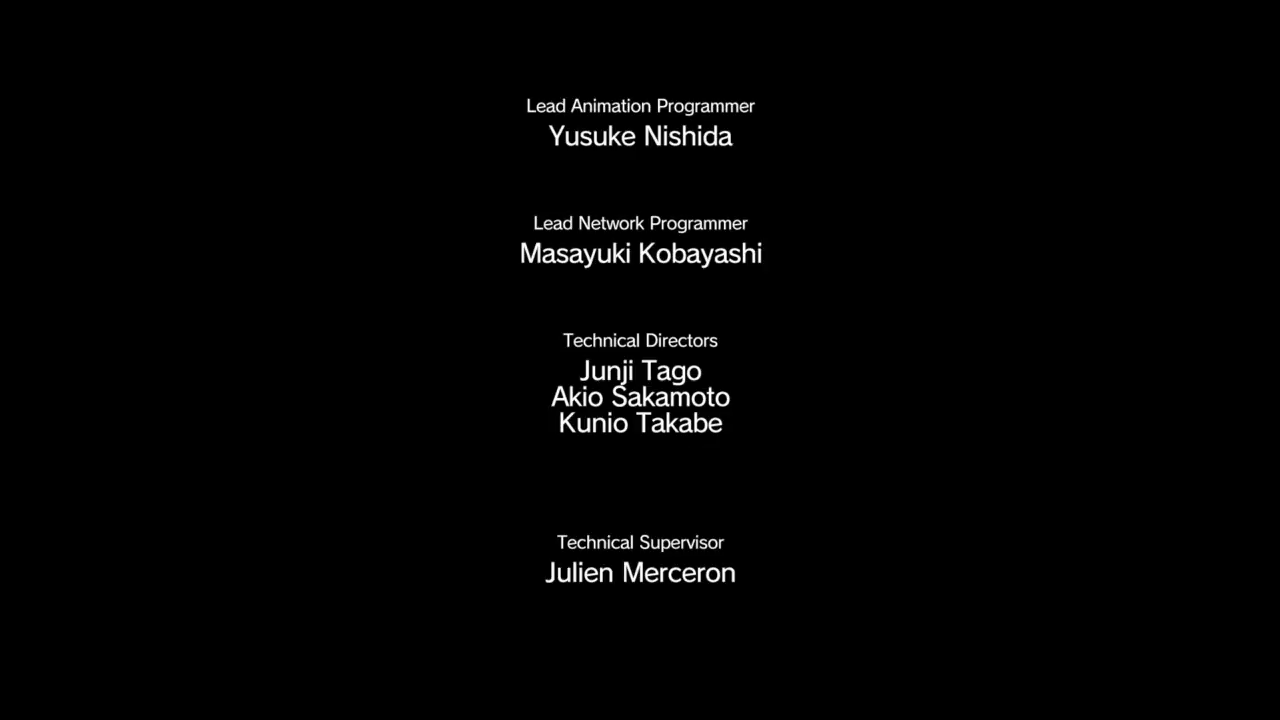 Lead Animation Programmer
Yusuke Nishida
Lead Network Programmer
Masayuki Kobayashi
Technical Directors
Junji Tago
Akio Sakamoto
Kunio Takabe
Technical Supervisor
Julien Merceron